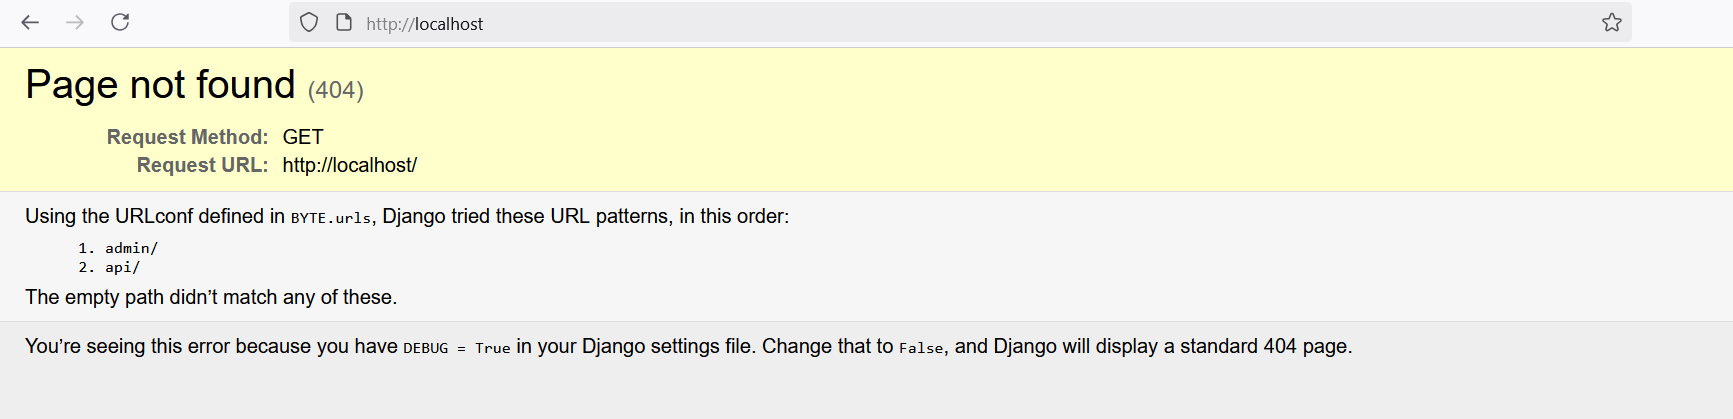 http://localhost
Page not found (404)
Request Method: GET
Request URL: http://localhost/
Using the URLconf defined in BYTE.urls, Django tried these URL patterns, in this order:
1. admin/
2. api/
The empty path didn’t match any of these.
You’re seeing this error because you have DEBUG = True in your Django settings file. Change that to False, and Django will display a standard 404 page.